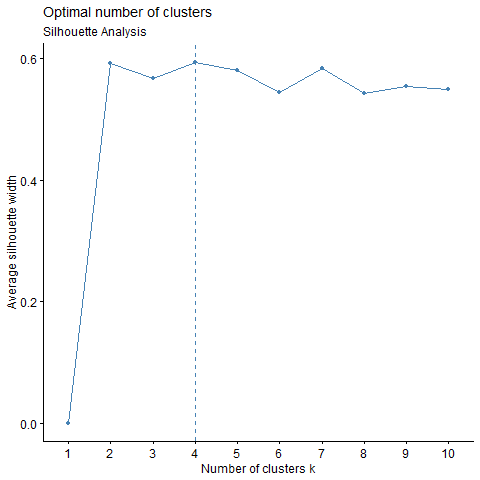 Optimal number of clusters
Silhouette Analysis
Average silhouette width
0.6
0.4
0.2
0.0
1 2 3 4 5 6 7 8 9 10
Number of clusters k